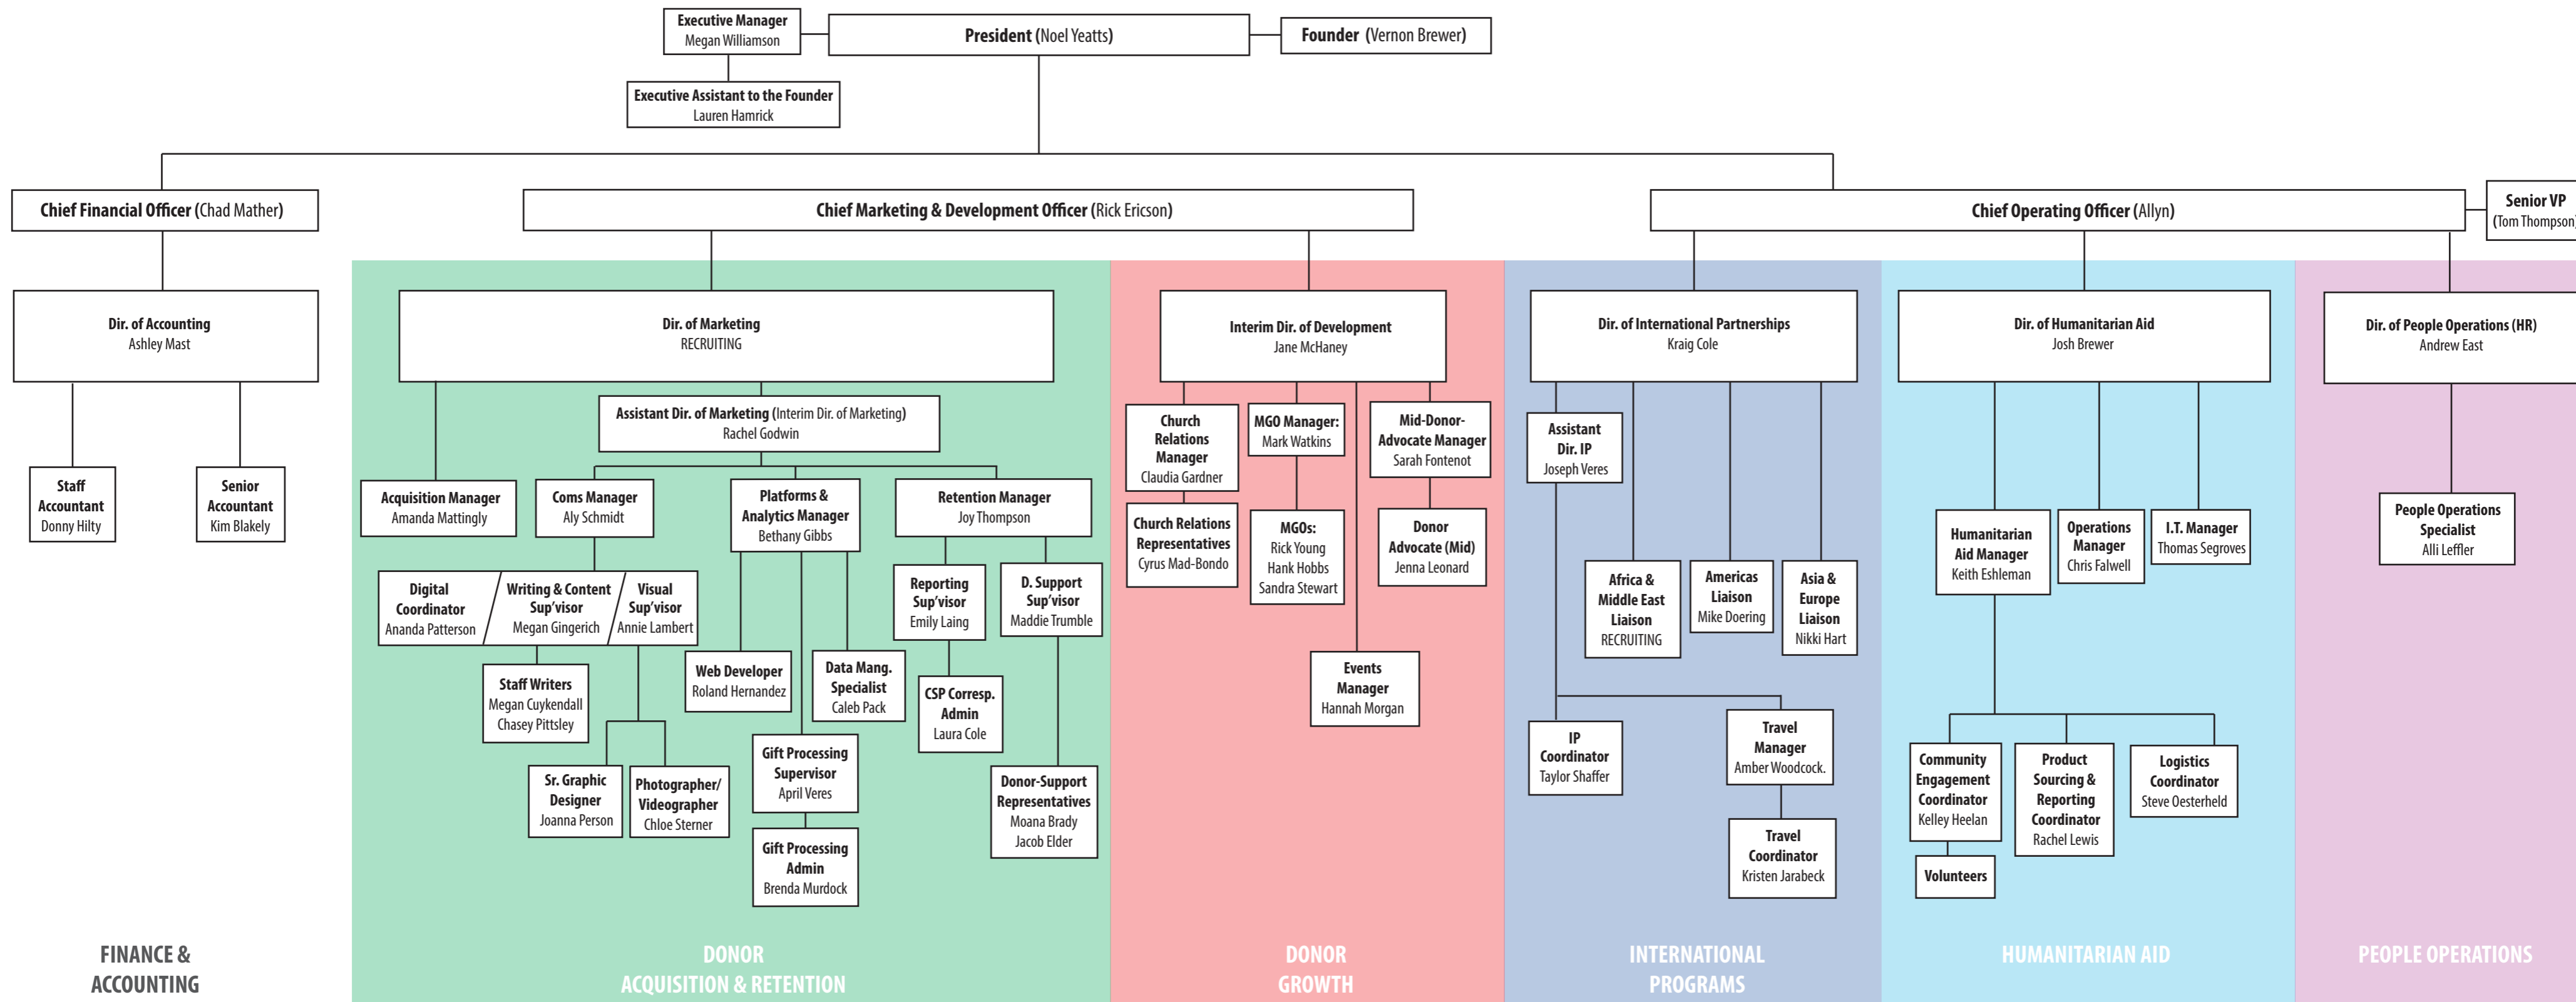 Executive Manager
Megan Williamson
President (Noel Yeatts)
Founder (Vernon Brewer)
Executive Assistant to the Founder
Lauren Hamrick
Chief Financial Officer (Chad Mather)
Chief Marketing & Development Officer (Rick Ericson)
Chief Operating Officer (Allyn)
Senior VP
(Tom Thompson)
Dir. of Accounting
Ashley Mast
Staff
Accountant
Donny Hilty
Senior
Accountant
Kim Blakely
FINANCE &
ACCOUNTING
Dir. of Marketing
RECRUITING
Assistant Dir. of Marketing (Interim Dir. of Marketing)
Rachel Godwin
Acquisition Manager
Amanda Mattingly
Coms Manager
Aly Schmidt
Platforms &
Analytics Manager
Bethany Gibbs
Retention Manager
Joy Thompson
Digital
Coordinator
Ananda Patterson
Writing & Content
Sup'visor
Megan Gingerich
Visual
Sup'visor
Annie Lambert
Staff Writers
Megan Cuykendall
Chasey Pittsley
Sr. Graphic
Designer
Joanna Person
Photographer/
Videographer
Chloe Sterner
Web Developer
Roland Hernandez
Data Mang.
Specialist
Caleb Pack
Gift Processing
Supervisor
April Veres
Gift Processing
Admin
Brenda Murdock
Reporting
Sup'visor
Emily Laing
D. Support
Sup'visor
Maddie Trumble
CSP Corresp.
Admin
Laura Cole
Donor-Support
Representatives
Moana Brady
Jacob Elder
DONOR
ACQUISITION & RETENTION
Interim Dir. of Development
Jane McHaney
Church
Relations
Manager
Claudia Gardner
MGO Manager:
Mark Watkins
Mid-Donor-
Advocate Manager
Sarah Fontenot
Church Relations
Representatives
Cyrus Mad-Bondo
MGOs:
Rick Young
Hank Hobbs
Sandra Stewart
Donor
Advocate (Mid)
Jenna Leonard
Events
Manager
Hannah Morgan
DONOR
GROWTH
Dir. of International Partnerships
Kraig Cole
Assistant
Dir. IP
Joseph Veres
Africa &
Middle East
Liaison
RECRUITING
Americas
Liaison
Mike Doering
Asia &
Europe
Liaison
Nikki Hart
IP
Coordinator
Taylor Shaffer
Travel
Manager
Amber Woodcock.
Travel
Coordinator
Kristen Jarabeck
INTERNATIONAL
PROGRAMS
Dir. of Humanitarian Aid
Josh Brewer
Humanitarian
Aid Manager
Keith Eshleman
Operations
Manager
Chris Falwell
I.T. Manager
Thomas Segroves
Community
Engagement
Coordinator
Kelley Heelan
Product
Sourcing &
Reporting
Coordinator
Rachel Lewis
Logistics
Coordinator
Steve Oesterheld
Volunteers
HUMANITARIAN AID
Dir. of People Operations (HR)
Andrew East
People Operations
Specialist
Alli Leffler
PEOPLE OPERATIONS